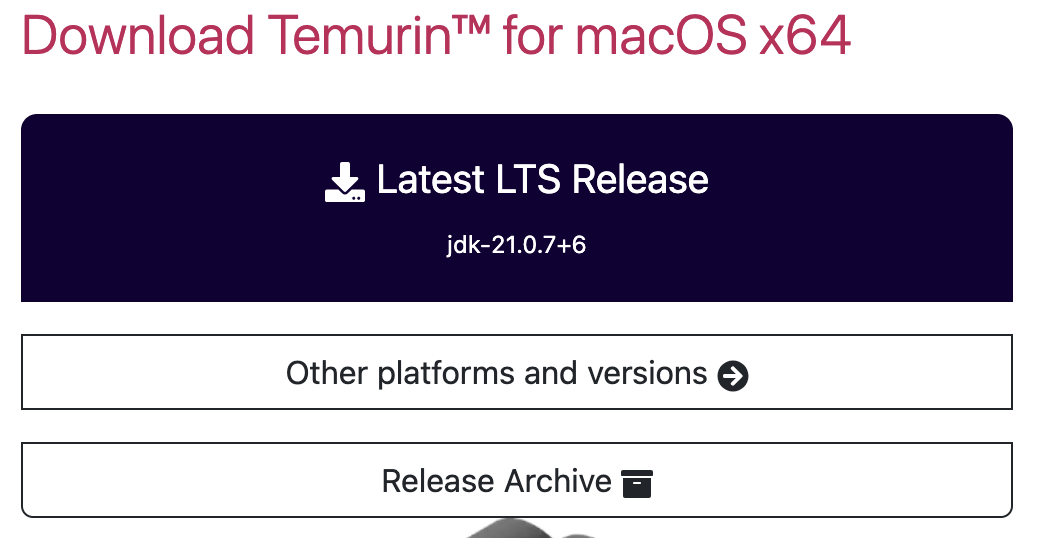 Download Temurin™ for macOS x64
Latest LTS Release
jdk-21.0.7+6
Other platforms and versions
Release Archive